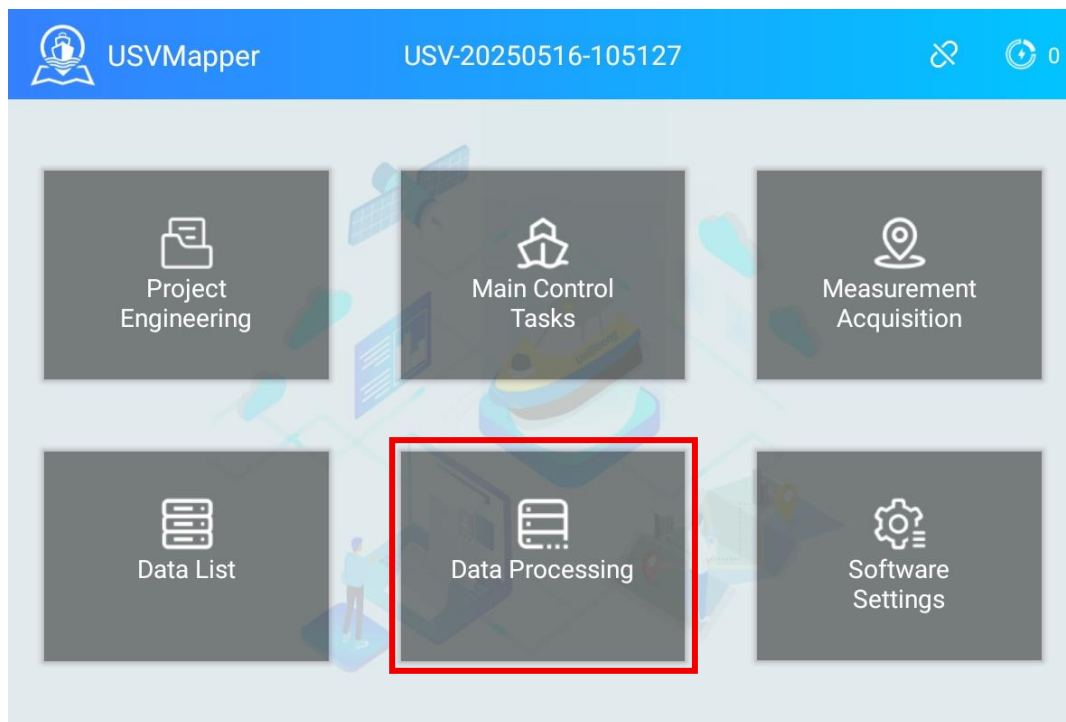 USVMapper
USV-20250516-105127
0
Project
Engineering
Main Control
Tasks
Measurement
Acquisition
Data List
Data Processing
Software
Settings